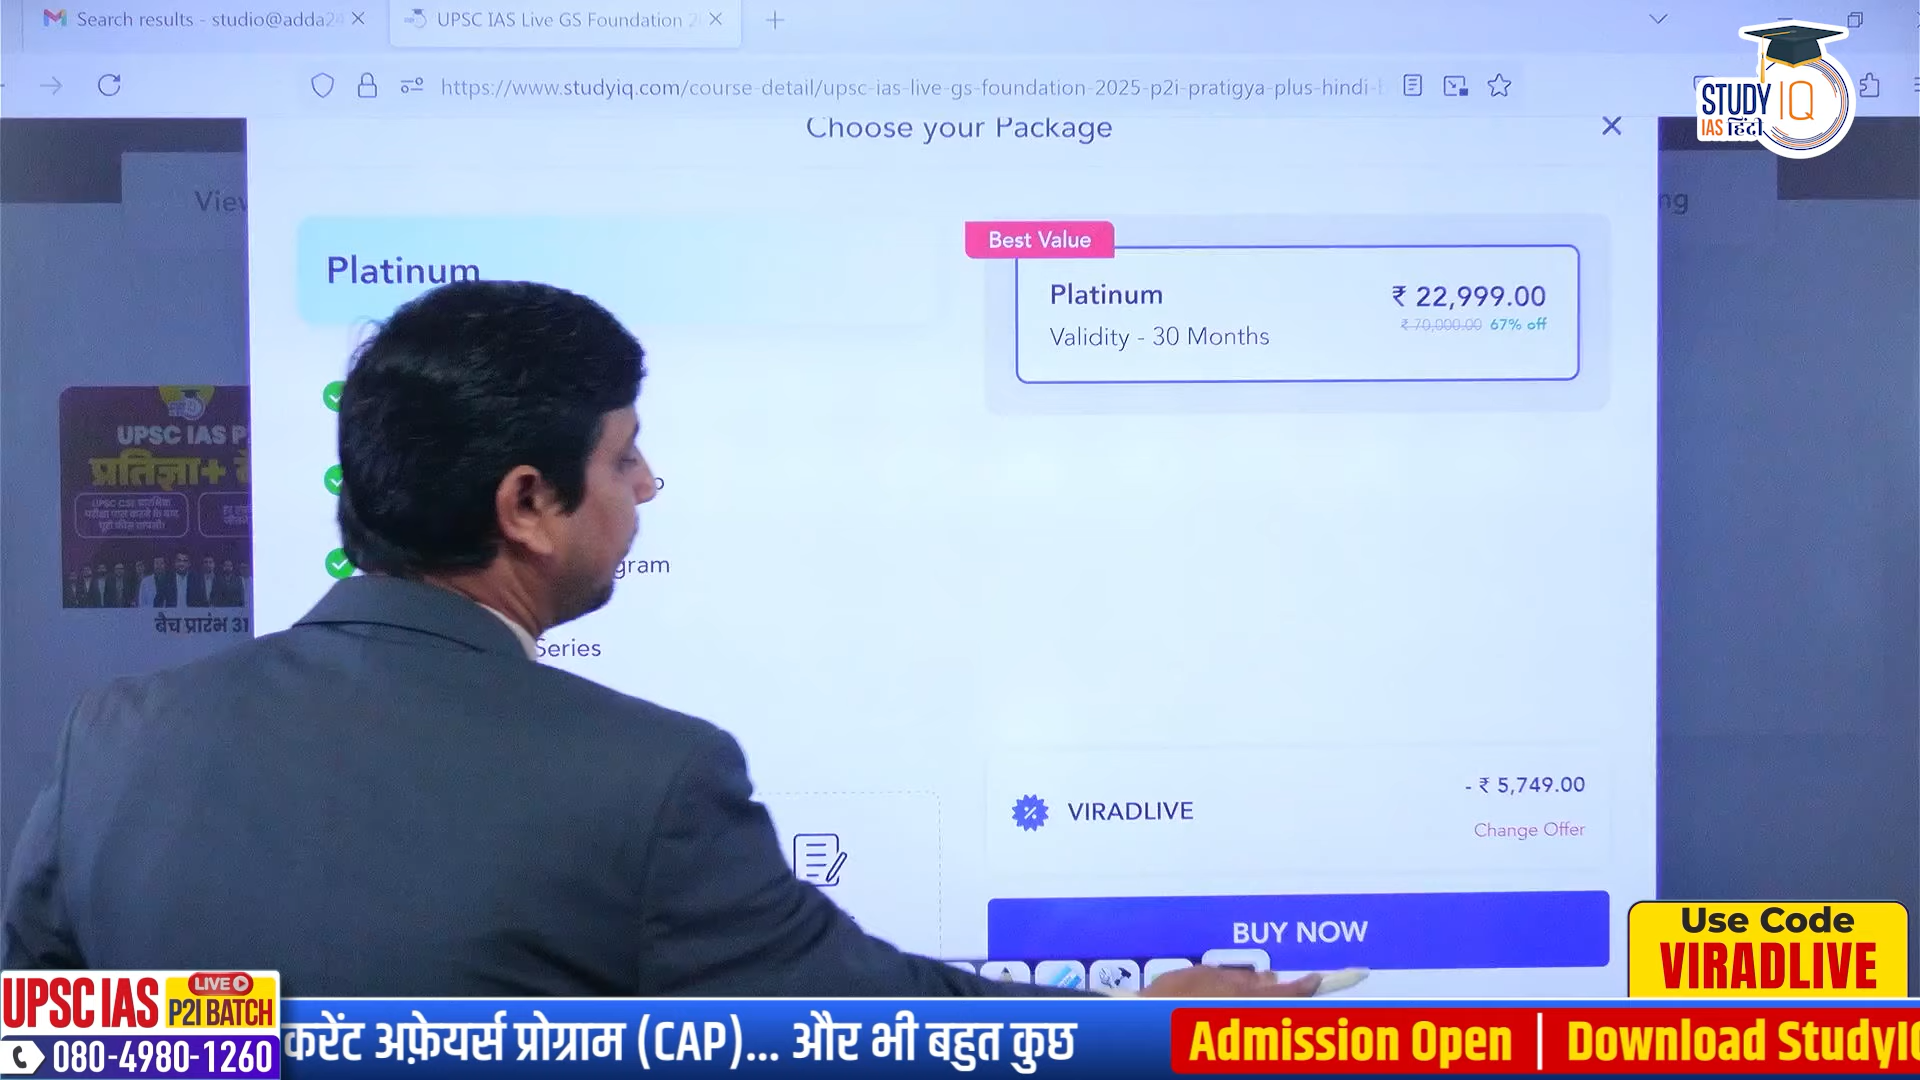 Search results - studio@adda24
UPSC IAS Live GS Foundation 2
https://www.studyiq.com/course-detail/upsc-ias-live-gs-foundation-2025-p2i-pratigya-plus-hindi-
STUDY IQ
IAS हिंदी
Choose your Package
View
ng
Platinum
Best Value
Platinum
₹ 22,999.00
₹ 70,000.00 67% off
Validity - 30 Months
UPSC IAS P
प्रतिज्ञा+
gram
Series
बैच प्रारंभ 31
VIRADLIVE
- ₹ 5,749.00
Change Offer
BUY NOW
Use Code
VIRADLIVE
UPSC IAS
LIVE
P2I BATCH
080-4980-1260
करेंट अफ़ेयर्स प्रोग्राम (CAP)... और भी बहुत कुछ
Admission Open | Download StudyIQ